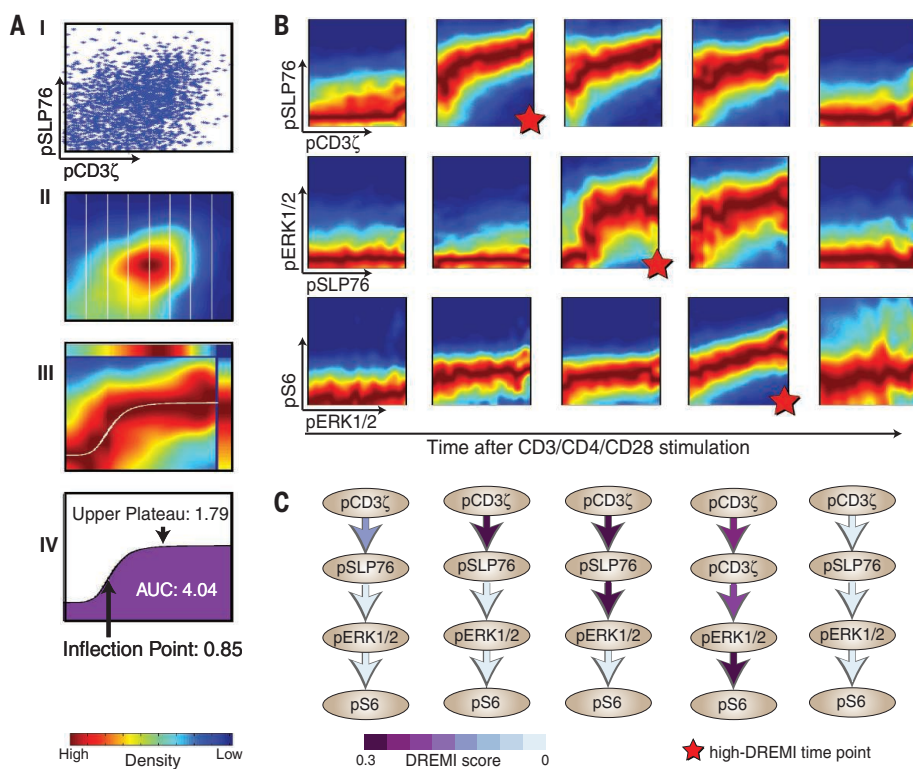 A
I
pSLP76
pCD3ζ
II
III
IV
Upper Plateau: 1.79
AUC: 4.04
Inflection Point: 0.85
High
Low
Density
B
pSLP76
pCD3ζ
pERK1/2
pSLP76
pS6
pERK1/2
Time after CD3/CD4/CD28 stimulation
C
pCD3ζ
pCD3ζ
pCD3ζ
pCD3ζ
pCD3ζ
pSLP76
pSLP76
pSLP76
pCD3ζ
pSLP76
pERK1/2
pERK1/2
pERK1/2
pERK1/2
pERK1/2
pS6
pS6
pS6
pS6
pS6
0.3
DREMI score
0
high-DREMI time point